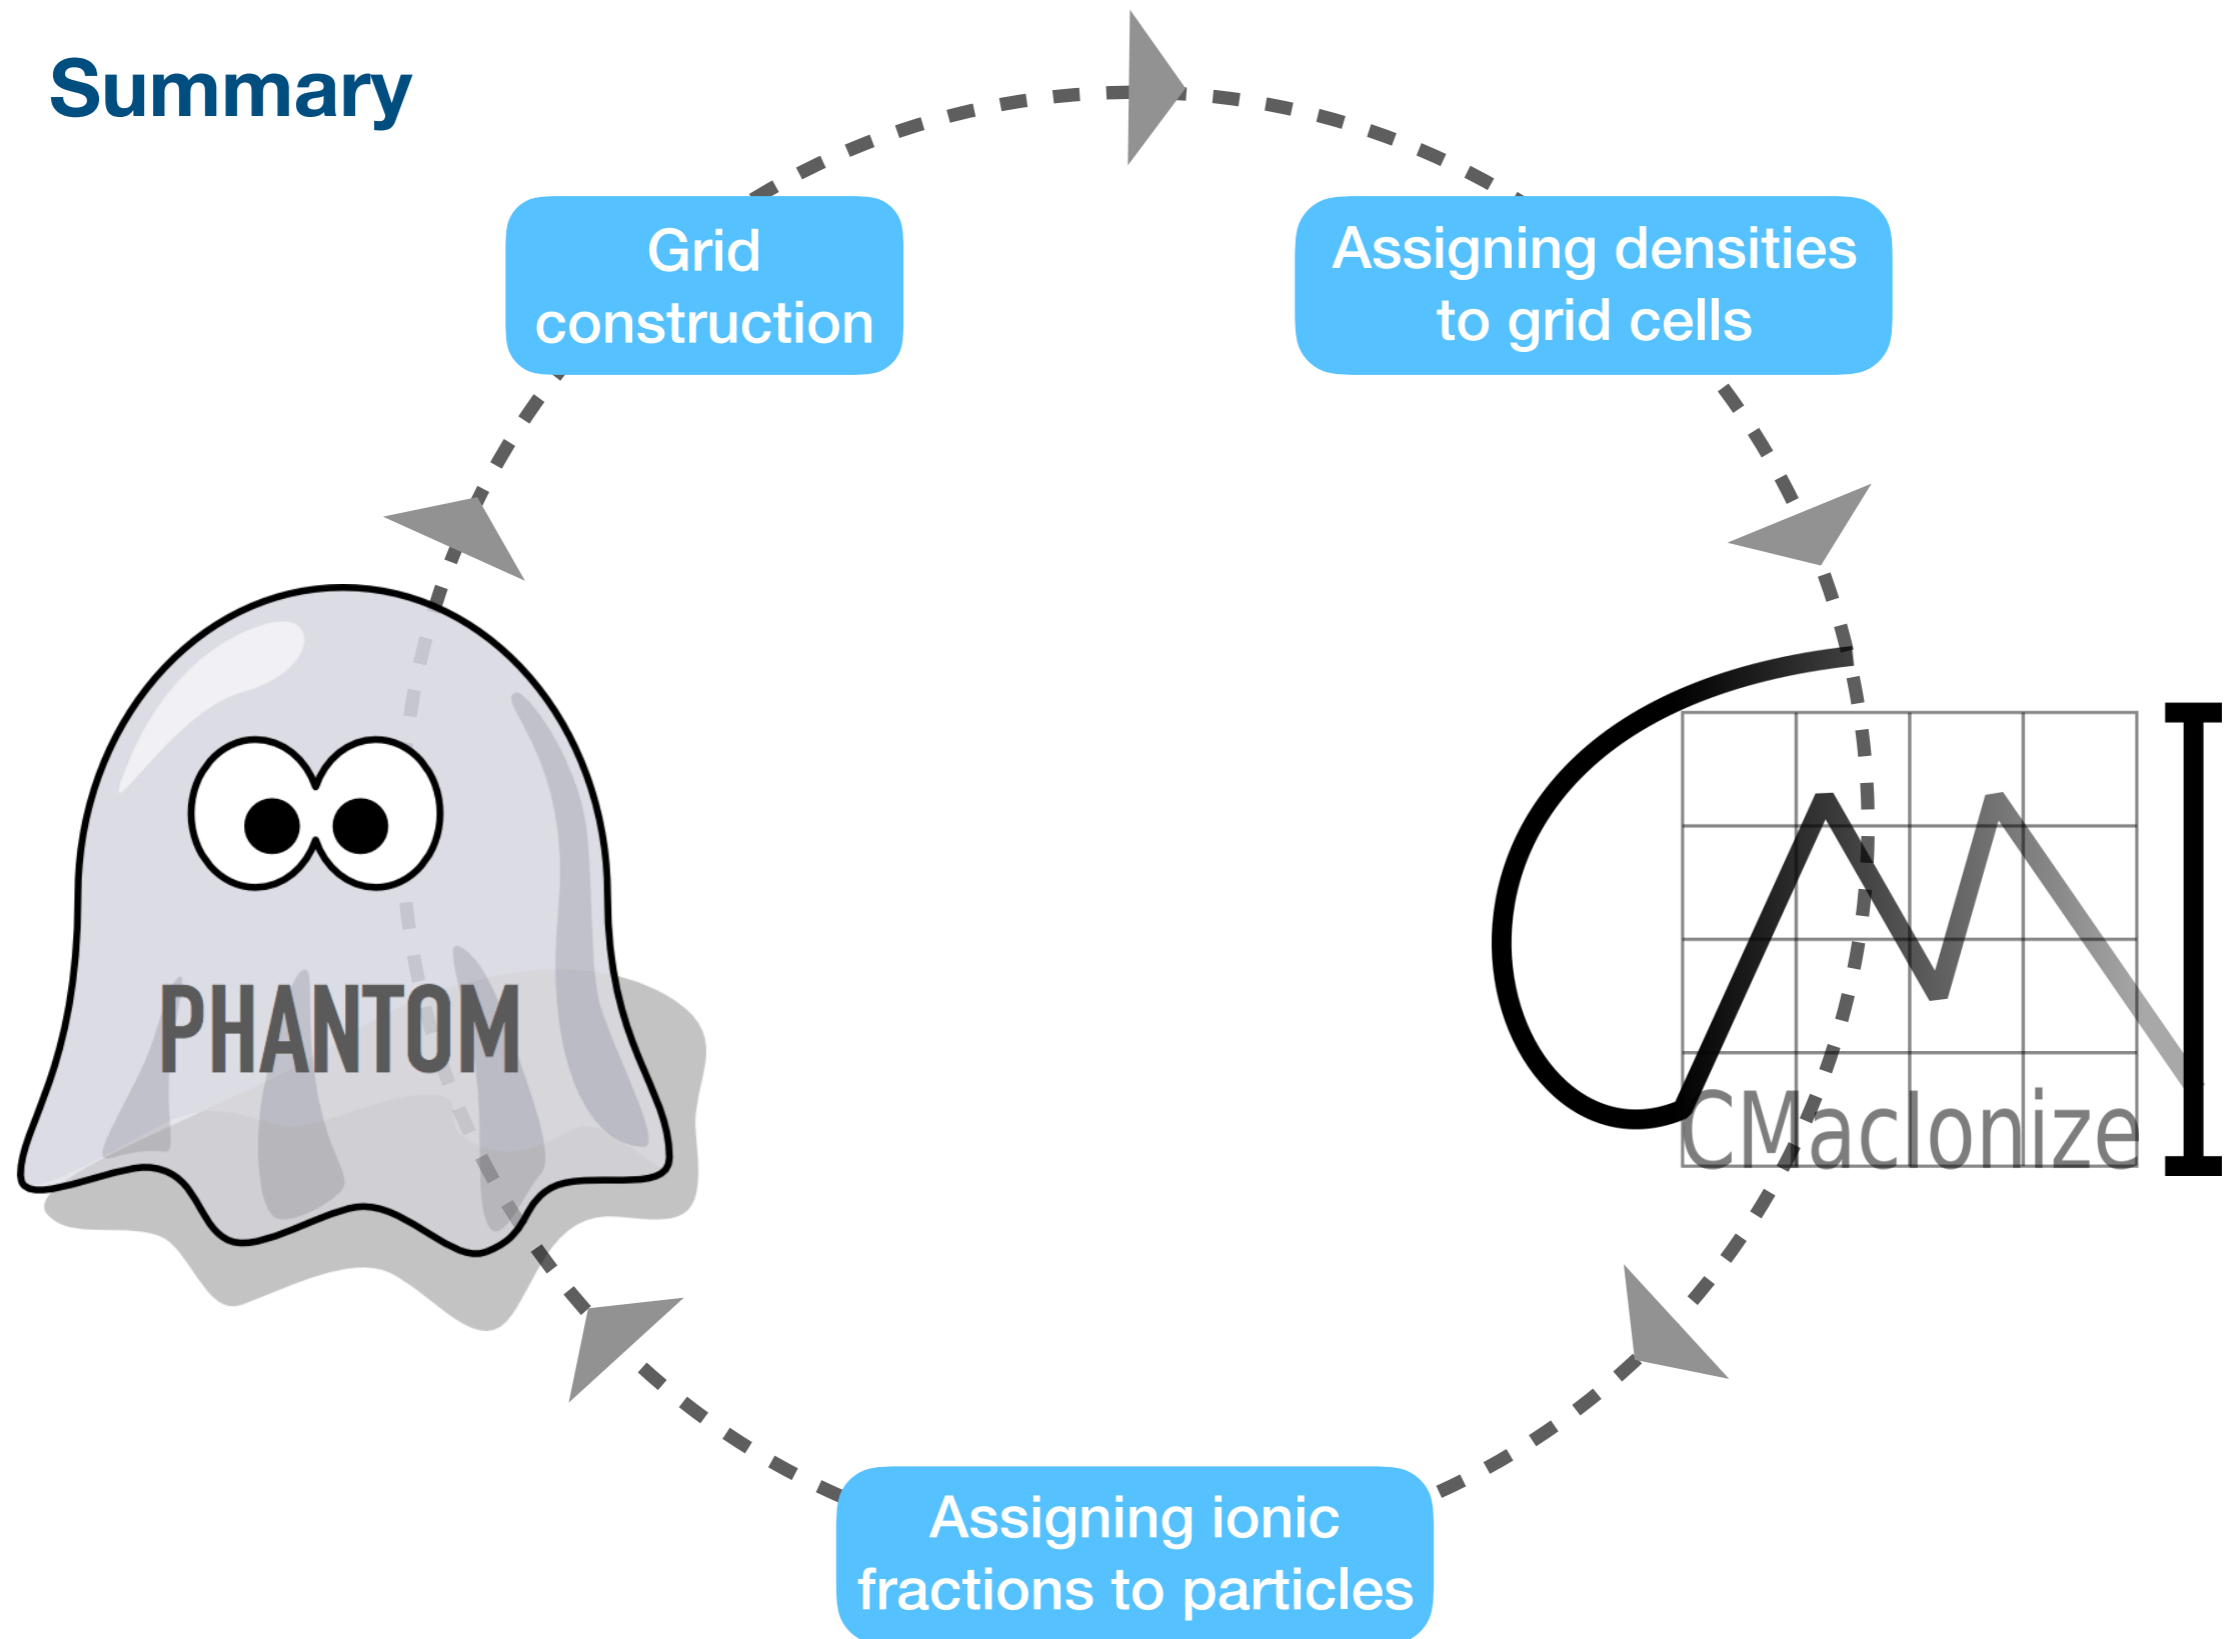 Summary
Grid
construction
Assigning densities
to grid cells
PHANTOM
CMacIonize
Assigning ionic
fractions to particles